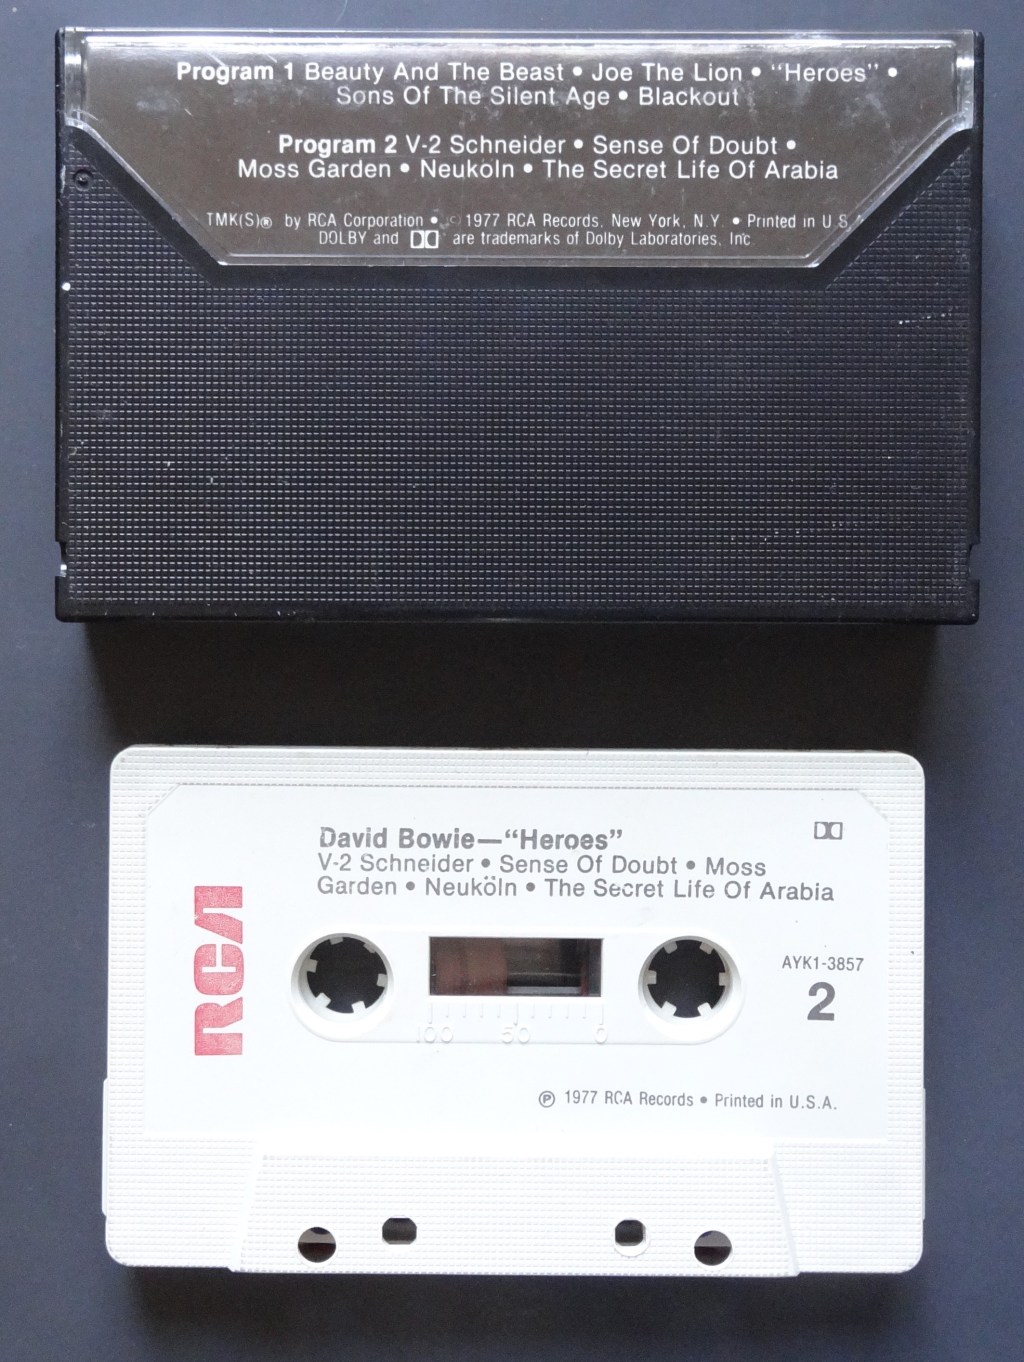 Program 1 Beauty And The Beast • Joe The Lion • "Heroes" •
Sons Of The Silent Age • Blackout
Program 2 V-2 Schneider • Sense Of Doubt •
Moss Garden • Neuköln • The Secret Life Of Arabia
TMK(S)® by RCA Corporation • © 1977 RCA Records, New York, N.Y. • Printed in U.S.A.
DOLBY and are trademarks of Dolby Laboratories, Inc.
David Bowie—“Heroes”
V-2 Schneider • Sense Of Doubt • Moss
Garden • Neuköln • The Secret Life Of Arabia
RCA
AYK1-3857
2
100 50 0
℗ 1977 RCA Records • Printed in U.S.A.